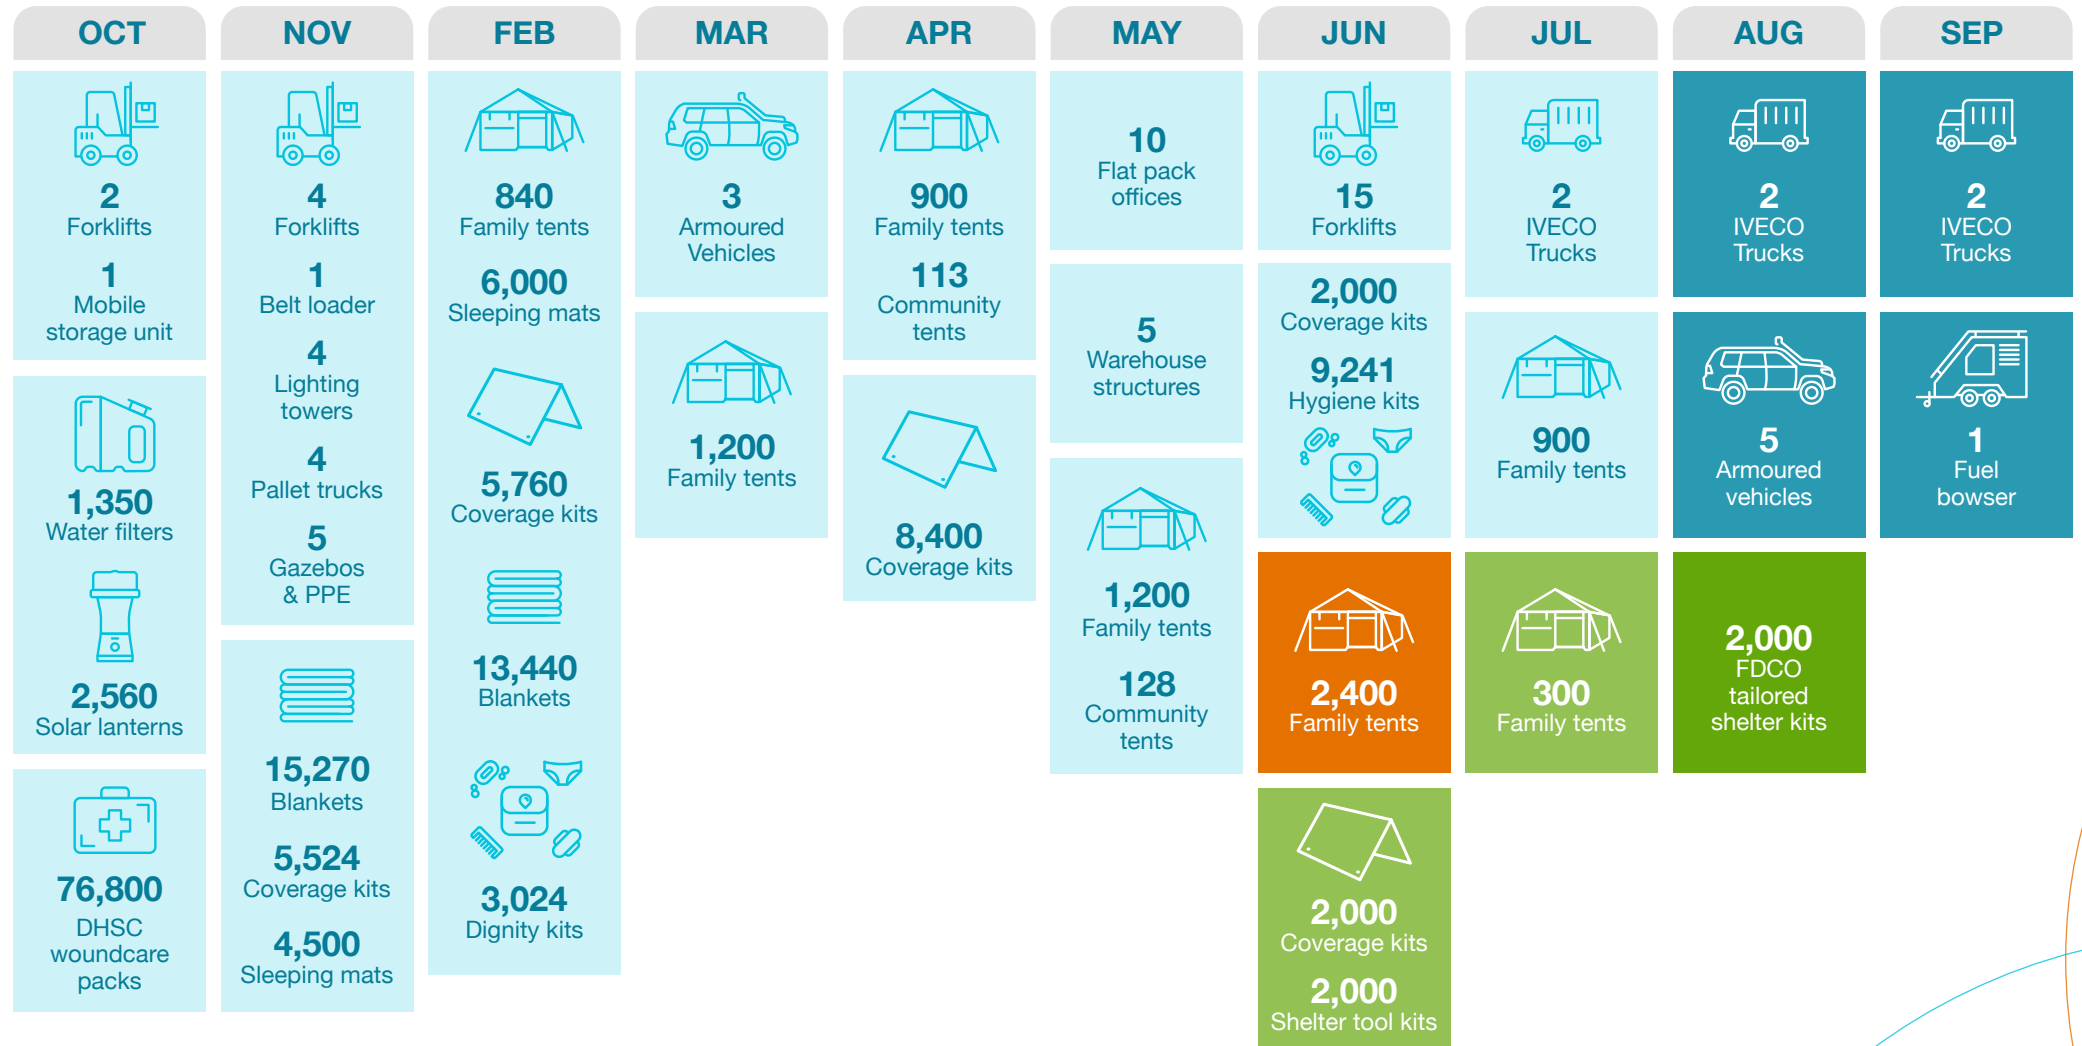 OCT
2
Forklifts
1
Mobile
storage unit
1,350
Water filters
2,560
Solar lanterns
76,800
DHSC
woundcare
packs
NOV
4
Forklifts
1
Belt loader
4
Lighting
towers
4
Pallet trucks
5
Gazebos
& PPE
15,270
Blankets
5,524
Coverage kits
4,500
Sleeping mats
FEB
840
Family tents
6,000
Sleeping mats
5,760
Coverage kits
13,440
Blankets
3,024
Dignity kits
MAR
3
Armoured
Vehicles
1,200
Family tents
APR
900
Family tents
113
Community
tents
8,400
Coverage kits
MAY
10
Flat pack
offices
5
Warehouse
structures
1,200
Family tents
128
Community
tents
JUN
15
Forklifts
2,000
Coverage kits
9,241
Hygiene kits
2,400
Family tents
2,000
Coverage kits
2,000
Shelter tool kits
JUL
2
IVECO
Trucks
900
Family tents
300
Family tents
AUG
2
IVECO
Trucks
5
Armoured
vehicles
2,000
FDCO
tailored
shelter kits
SEP
2
IVECO
Trucks
1
Fuel
bowser